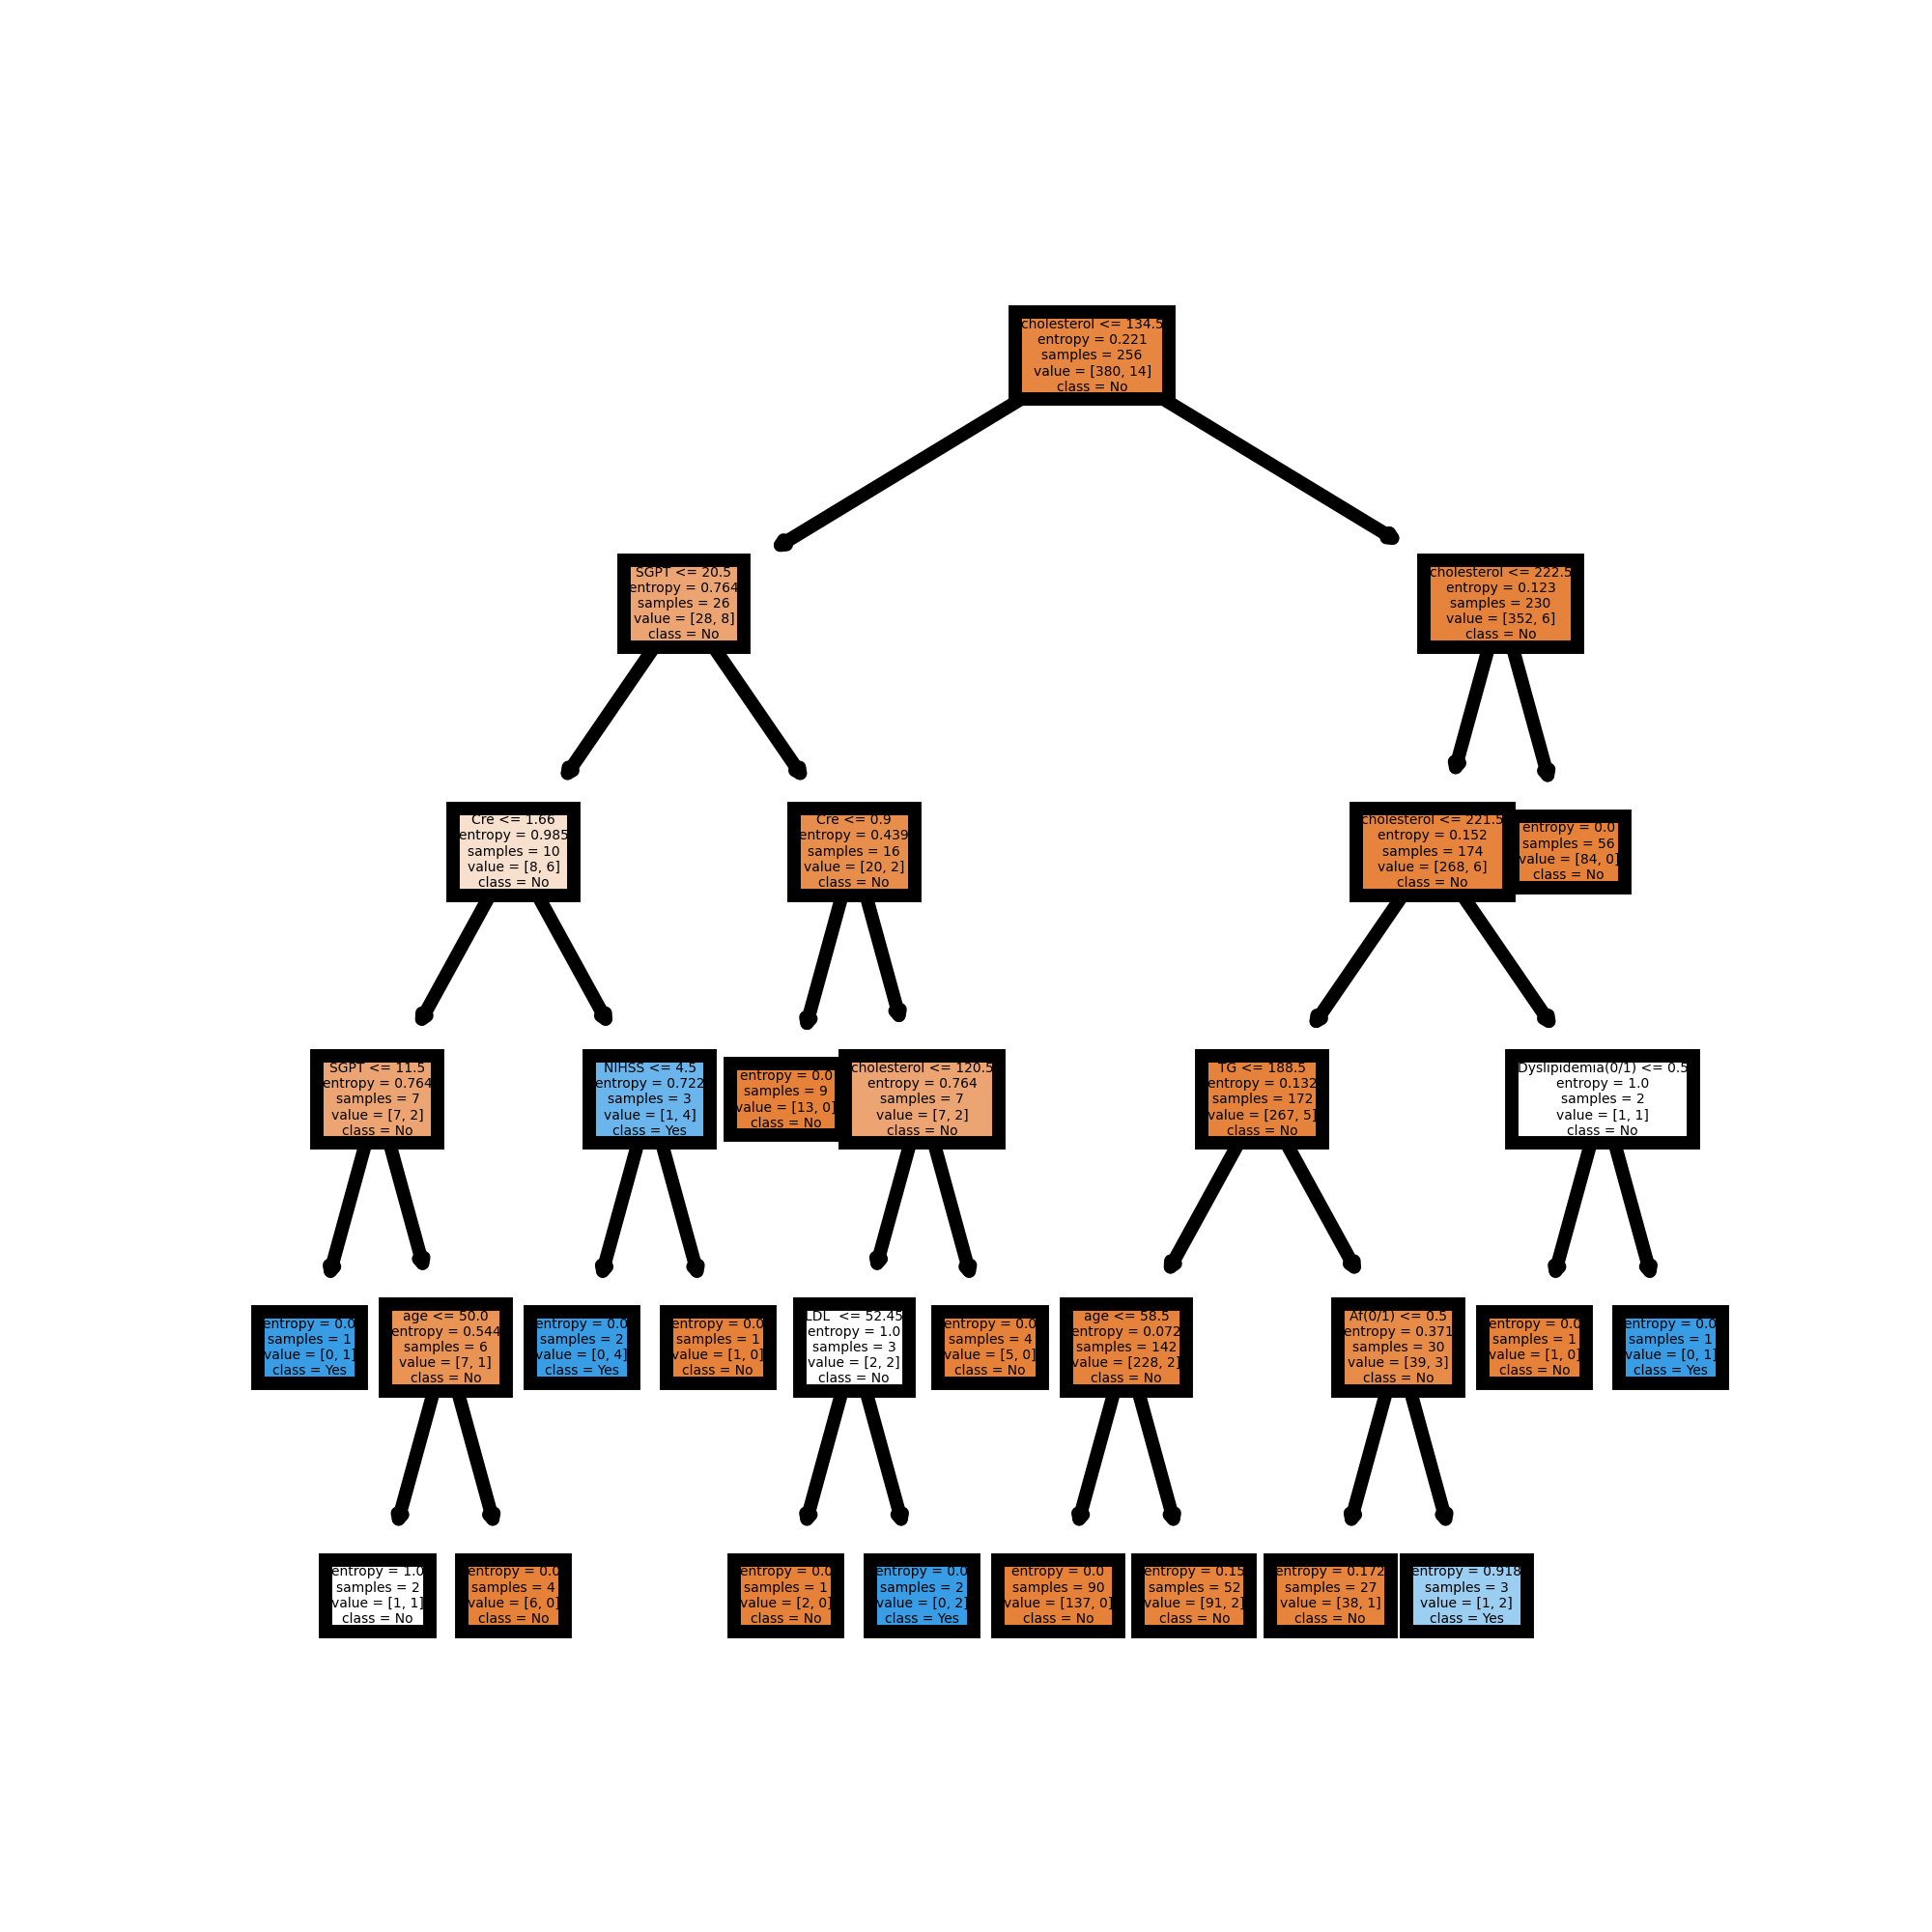 cholesterol <= 134.5
entropy = 0.221
samples = 256
value = [380, 14]
class = No
SGPT <= 20.5
entropy = 0.764
samples = 26
value = [28, 8]
class = No
cholesterol <= 222.5
entropy = 0.123
samples = 230
value = [352, 6]
class = No
Cre <= 1.66
entropy = 0.985
samples = 10
value = [8, 6]
class = No
Cre <= 0.9
entropy = 0.439
samples = 16
value = [20, 2]
class = No
cholesterol <= 221.5
entropy = 0.152
samples = 174
value = [268, 6]
class = No
entropy = 0.0
samples = 56
value = [84, 0]
class = No
SGPT <= 11.5
entropy = 0.764
samples = 7
value = [7, 2]
class = No
NIHSS <= 4.5
entropy = 0.722
samples = 3
value = [1, 4]
class = Yes
entropy = 0.0
samples = 9
value = [13, 0]
class = No
cholesterol <= 120.5
entropy = 0.764
samples = 7
value = [7, 2]
class = No
TG <= 188.5
entropy = 0.132
samples = 172
value = [267, 5]
class = No
Dyslipidemia(0/1) <= 0.5
entropy = 1.0
samples = 2
value = [1, 1]
class = No
entropy = 0.0
samples = 1
value = [0, 1]
class = Yes
age <= 50.0
entropy = 0.544
samples = 6
value = [7, 1]
class = No
entropy = 0.0
samples = 2
value = [0, 4]
class = Yes
entropy = 0.0
samples = 1
value = [1, 0]
class = No
LDL <= 52.45
entropy = 1.0
samples = 3
value = [2, 2]
class = No
entropy = 0.0
samples = 4
value = [5, 0]
class = No
age <= 58.5
entropy = 0.072
samples = 142
value = [228, 2]
class = No
Af(0/1) <= 0.5
entropy = 0.371
samples = 30
value = [39, 3]
class = No
entropy = 0.0
samples = 1
value = [1, 0]
class = No
entropy = 0.0
samples = 1
value = [0, 1]
class = Yes
entropy = 1.0
samples = 2
value = [1, 1]
class = No
entropy = 0.0
samples = 4
value = [6, 0]
class = No
entropy = 0.0
samples = 1
value = [2, 0]
class = No
entropy = 0.0
samples = 2
value = [0, 2]
class = Yes
entropy = 0.0
samples = 90
value = [137, 0]
class = No
entropy = 0.15
samples = 52
value = [91, 2]
class = No
entropy = 0.172
samples = 27
value = [38, 1]
class = No
entropy = 0.918
samples = 3
value = [1, 2]
class = Yes